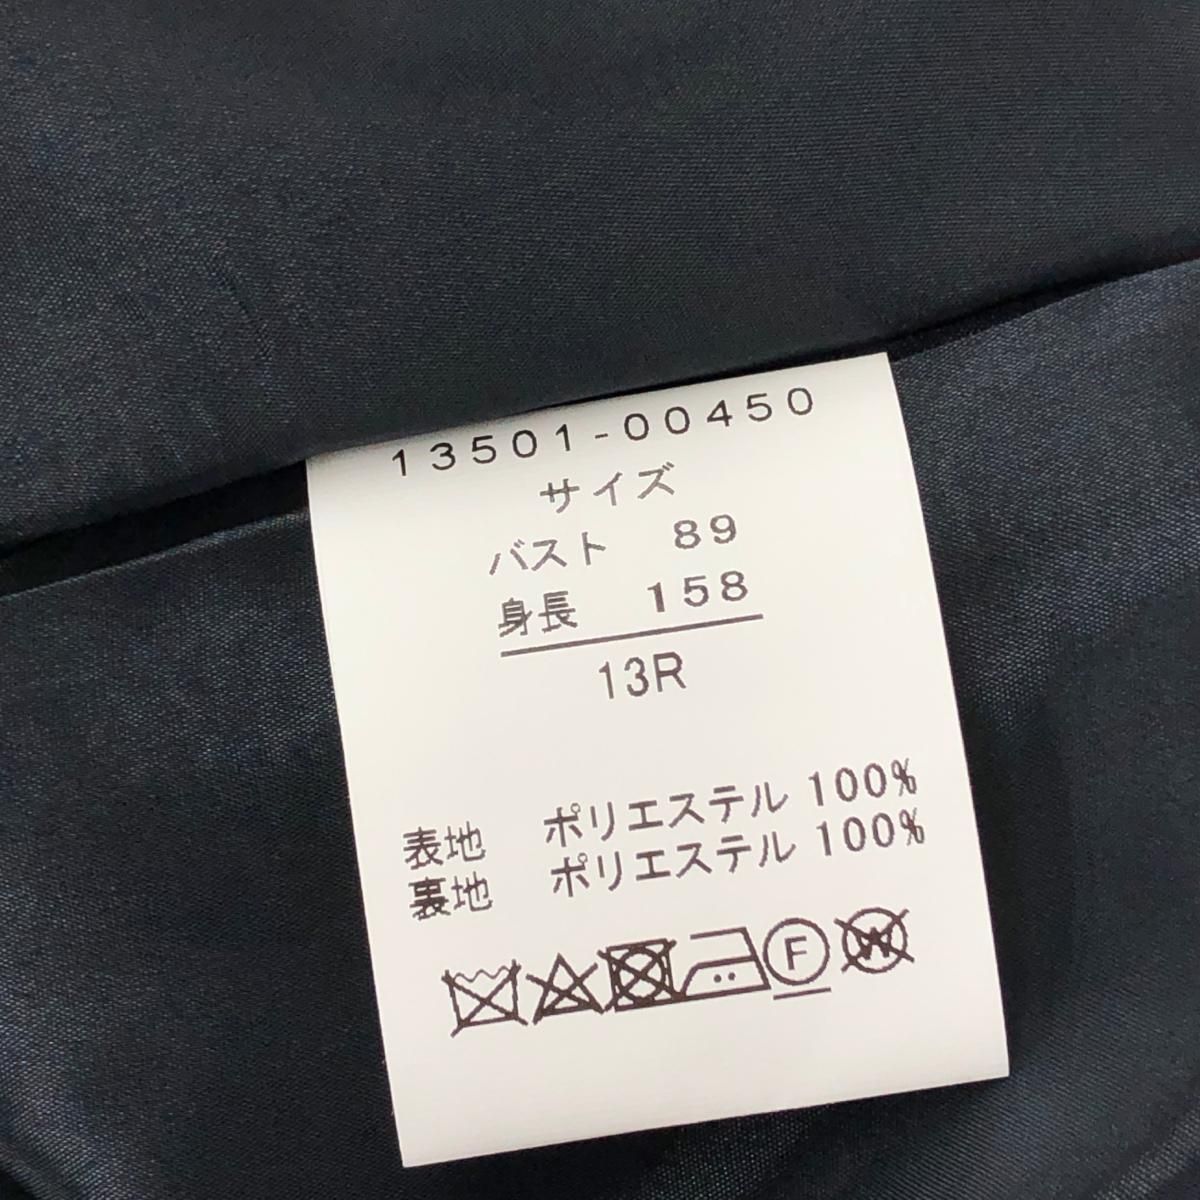 13501-00450
サイズ
バスト 89
身長 158
13R
表地 ポリエステル 100%
裏地 ポリエステル 100%
F
W